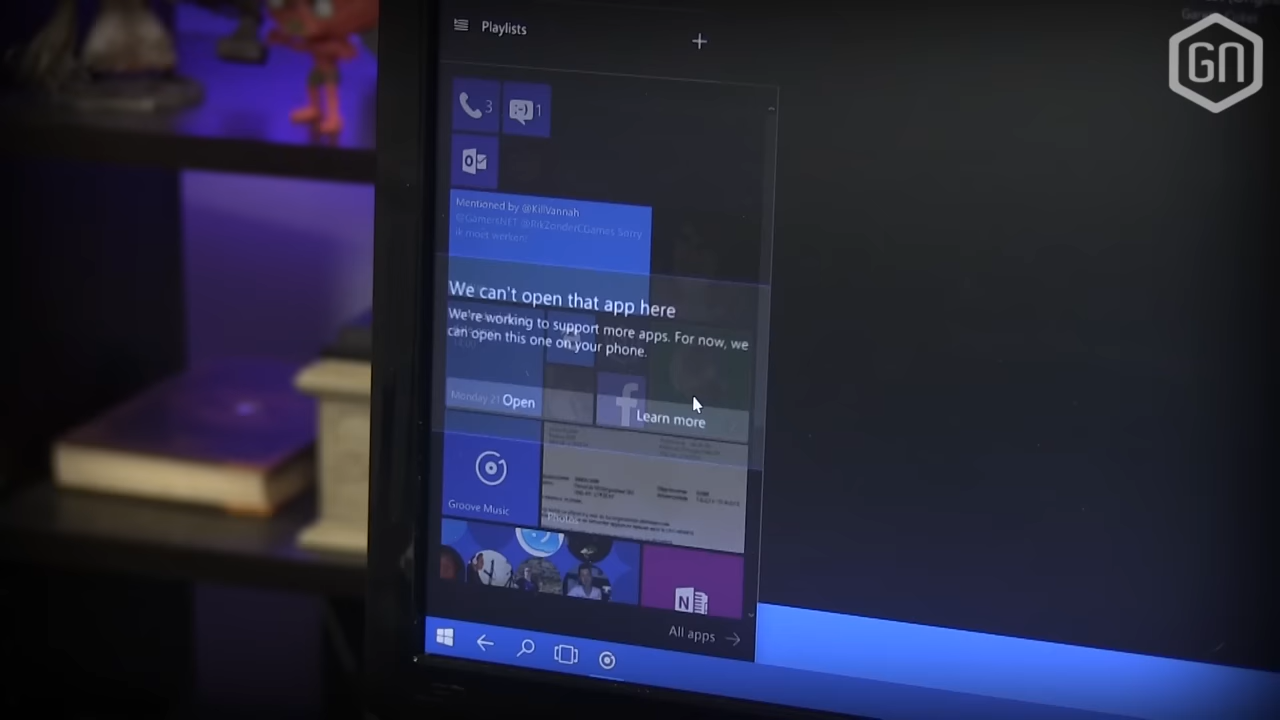 GN
Playlists
3
1
Mentioned by @KillVannah
@GamersNET @RikZonderCGames Sorry
ik moet werken!
We can't open that app here
We're working to support more apps. For now, we
can open this one on your phone.
Monday 21
Open
Learn more
Groove Music
Photos
All apps